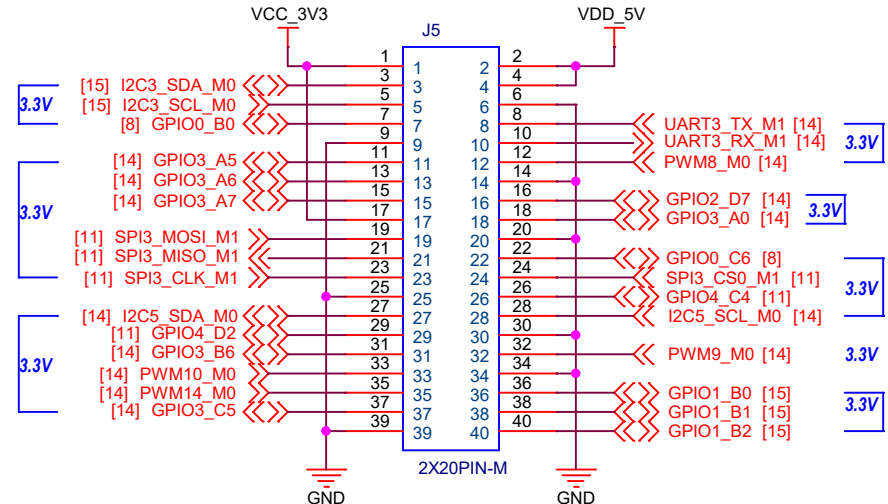 VCC_3V3 VDD_5V
J5
1 1 2 2
[15] I2C3_SDA_M0 3 3 4 4
[15] I2C3_SCL_M0 5 5 6 6
[8] GPIO0_B0 7 7 8 8 UART3_TX_M1 [14]
3.3V
9 9 10 10 UART3_RX_M1 [14]
3.3V
[14] GPIO3_A5 11 11 12 12 PWM8_M0 [14]
[14] GPIO3_A6 13 13 14 14
[14] GPIO3_A7 15 15 16 16 GPIO2_D7 [14]
3.3V
17 17 18 18 GPIO3_A0 [14]
3.3V
[11] SPI3_MOSI_M1 19 19 20 20
[11] SPI3_MISO_M1 21 21 22 22 GPIO0_C6 [8]
[11] SPI3_CLK_M1 23 23 24 24 SPI3_CS0_M1 [11]
3.3V
25 25 26 26 GPIO4_C4 [11]
[14] I2C5_SDA_M0 27 27 28 28 I2C5_SCL_M0 [14]
[11] GPIO4_D2 29 29 30 30
[14] GPIO3_B6 31 31 32 32 PWM9_M0 [14] 3.3V
3.3V
[14] PWM10_M0 33 33 34 34
[14] PWM14_M0 35 35 36 36 GPIO1_B0 [15]
[14] GPIO3_C5 37 37 38 38 GPIO1_B1 [15]
3.3V
39 39 40 40 GPIO1_B2 [15]
2X20PIN-M
GND GND